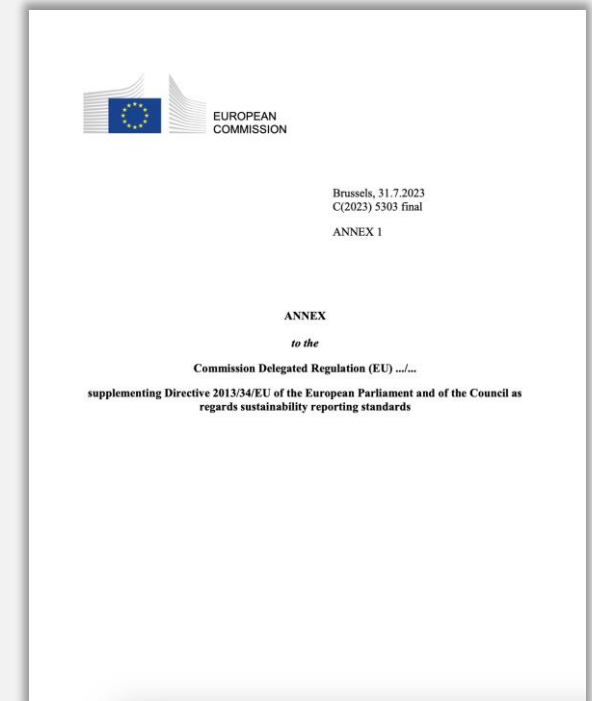 EUROPEAN
COMMISSION
Brussels, 31.7.2023
C(2023) 5303 final
ANNEX 1
ANNEX
to the
Commission Delegated Regulation (EU) .../...
supplementing Directive 2013/34/EU of the European Parliament and of the Council as
regards sustainability reporting standards